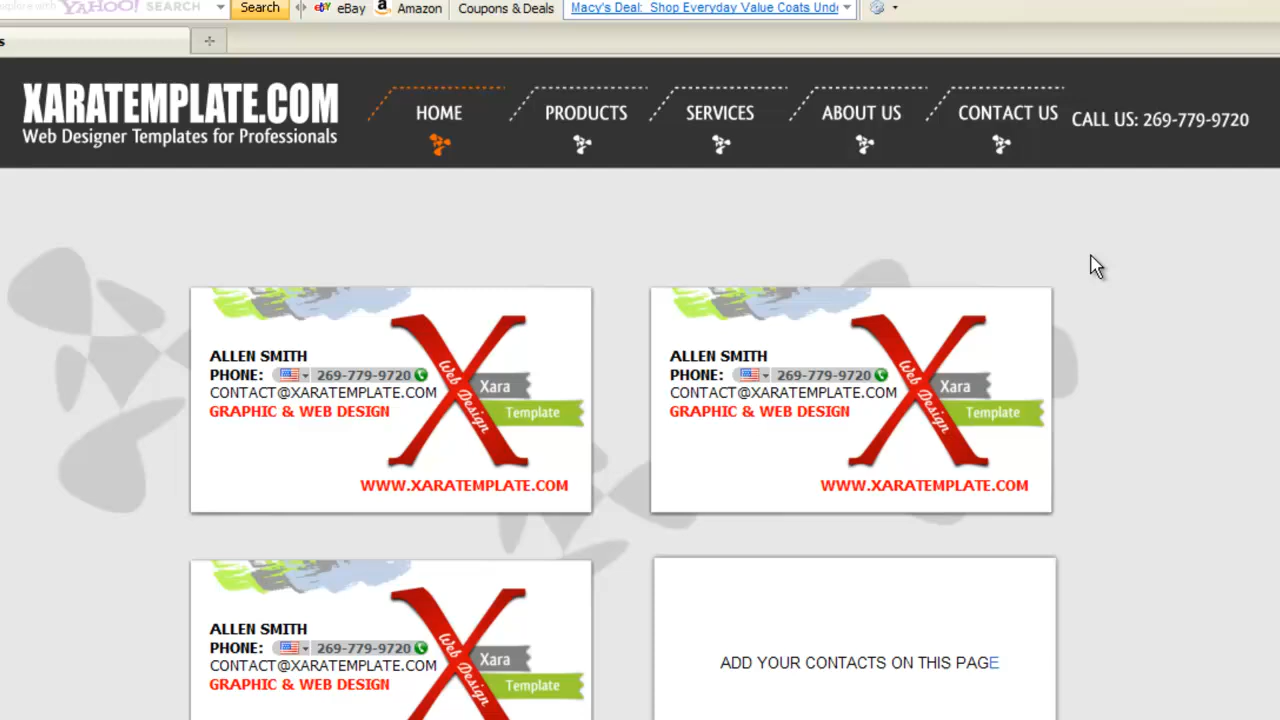 explore with YAHOO! SEARCH Search eBay Amazon Coupons & Deals Macy's Deal: Shop Everyday Value Coats Und
s
XARATEMPLATE.COM
Web Designer Templates for Professionals
HOME PRODUCTS SERVICES ABOUT US CONTACT US CALL US: 269-779-9720
ALLEN SMITH
PHONE: 269-779-9720
CONTACT@XARATEMPLATE.COM
GRAPHIC & WEB DESIGN
Web Design
Xara
Template
WWW.XARATEMPLATE.COM
ALLEN SMITH
PHONE: 269-779-9720
CONTACT@XARATEMPLATE.COM
GRAPHIC & WEB DESIGN
Web Design
Xara
Template
WWW.XARATEMPLATE.COM
ALLEN SMITH
PHONE: 269-779-9720
CONTACT@XARATEMPLATE.COM
GRAPHIC & WEB DESIGN
Web Design
Xara
Template
ADD YOUR CONTACTS ON THIS PAGE